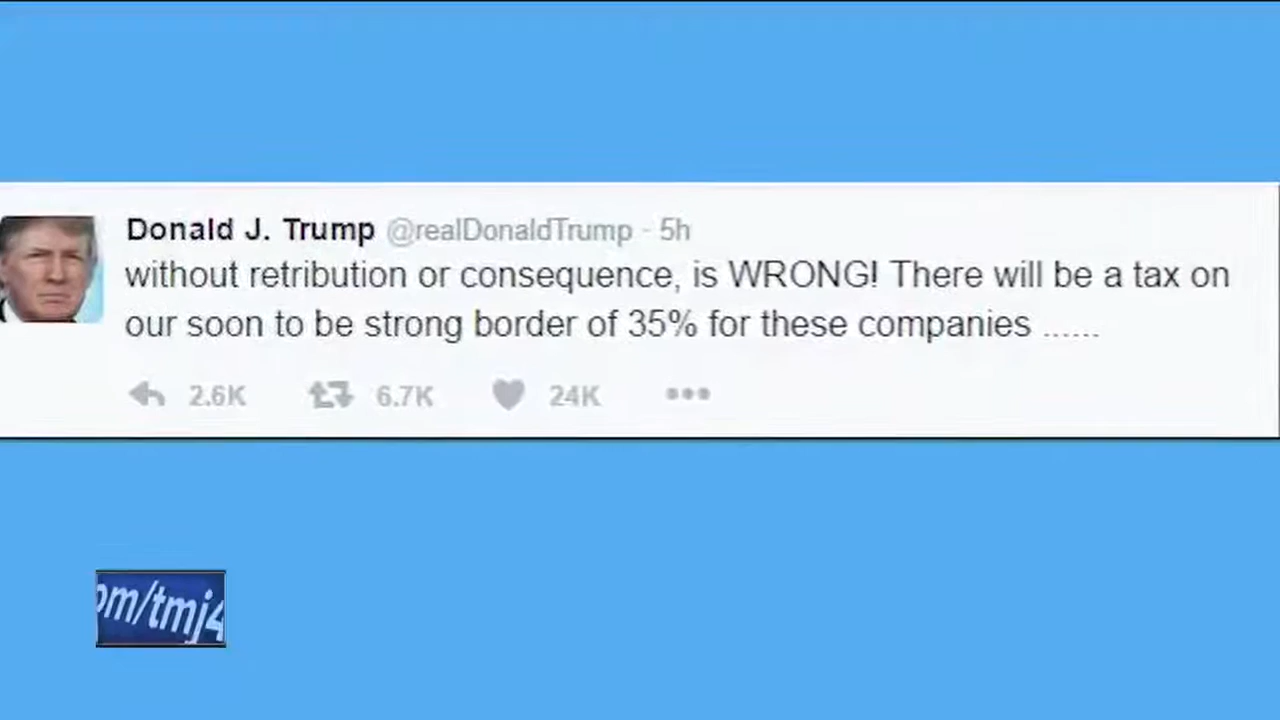 Donald J. Trump @realDonaldTrump · 5h
without retribution or consequence, is WRONG! There will be a tax on
our soon to be strong border of 35% for these companies ......
2.6K 6.7K 24K •••
om/tmj4